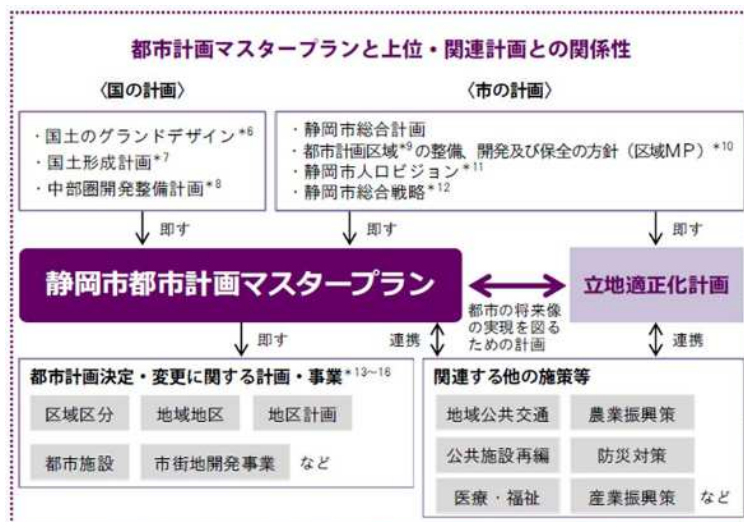 都市計画マスタープランと上位・関連計画との関係性
〈国の計画〉
〈市の計画〉
・国土のグランドデザイン*6
・国土形成計画*7
・中部圏開発整備計画*8
・静岡市総合計画
・都市計画区域*9の整備、開発及び保全の方針（区域MP）*10
・静岡市人口ビジョン*11
・静岡市総合戦略*12
即す
即す
即す
静岡市都市計画マスタープラン
立地適正化計画
都市の将来像
の実現を図る
ための計画
即す
連携
連携
都市計画決定・変更に関する計画・事業*13～16
区域区分
地域地区
地区計画
都市施設
市街地開発事業
など
関連する他の施策等
地域公共交通
農業振興策
公共施設再編
防災対策
医療・福祉
産業振興策
など